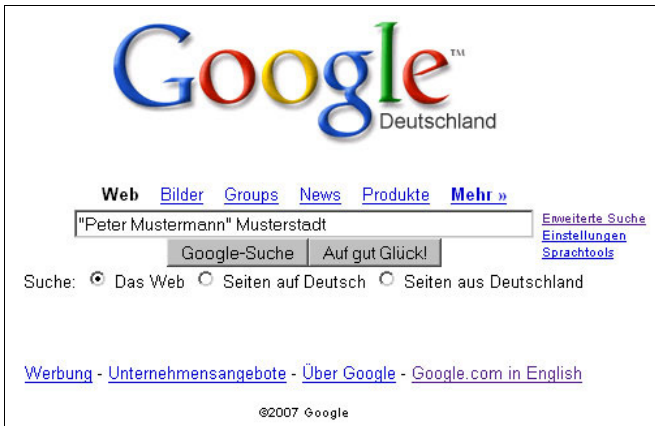 Google™
Deutschland
Web Bilder Groups News Produkte Mehr »
"Peter Mustermann" Musterstadt
Erweiterte Suche
Einstellungen
Sprachtools
Google-Suche Auf gut Glück!
Suche: Das Web Seiten auf Deutsch Seiten aus Deutschland
Werbung - Unternehmensangebote - Über Google - Google.com in English
©2007 Google